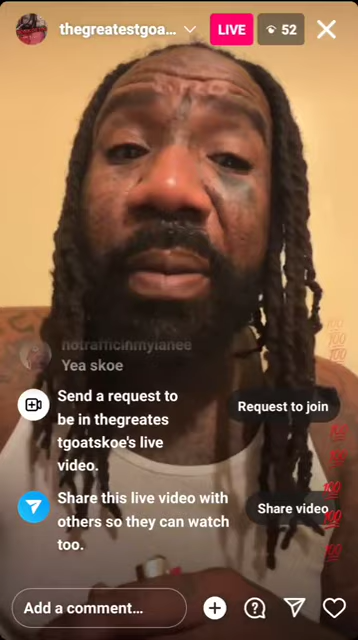 thegreatestgoa...
LIVE
52
notrafficinmylanee
Yea skoe
Send a request to
be in thegreates
tgoatskoe's live
video.
Request to join
Share this live video with
others so they can watch
too.
Share video
Add a comment...